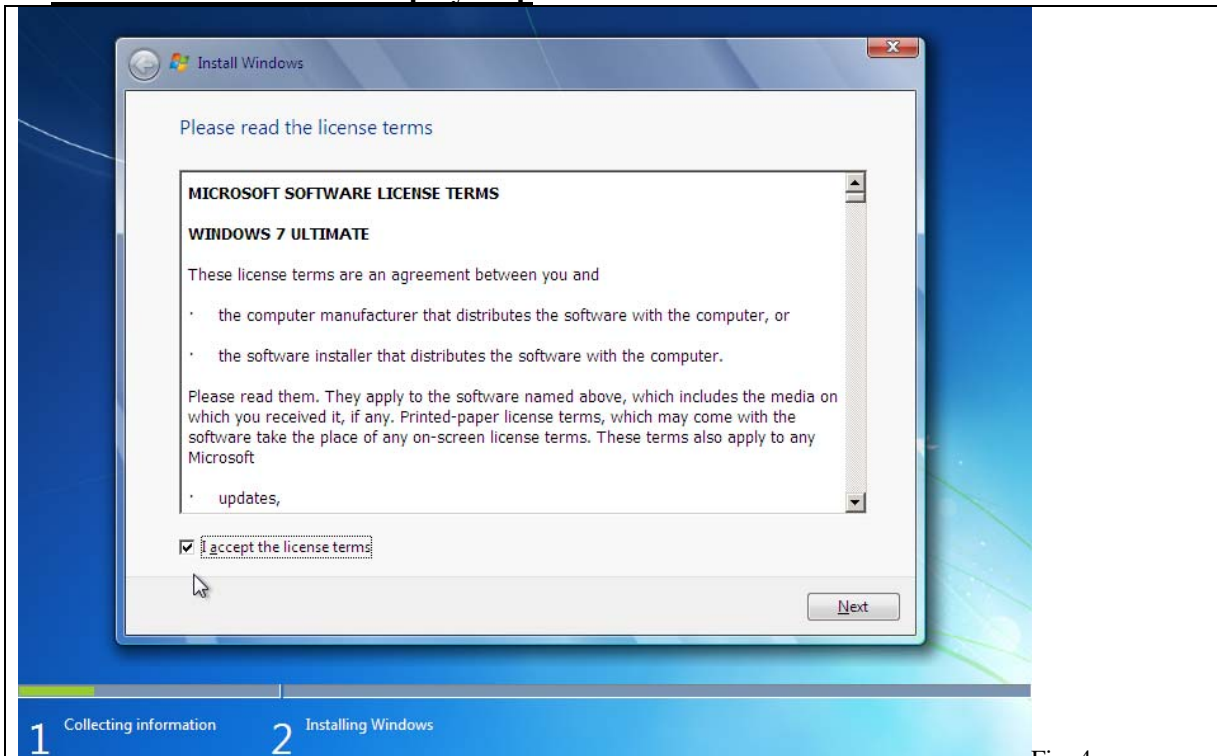 Install Windows
Please read the license terms
MICROSOFT SOFTWARE LICENSE TERMS
WINDOWS 7 ULTIMATE
These license terms are an agreement between you and
· the computer manufacturer that distributes the software with the computer, or
· the software installer that distributes the software with the computer.
Please read them. They apply to the software named above, which includes the media on
which you received it, if any. Printed-paper license terms, which may come with the
software take the place of any on-screen license terms. These terms also apply to any
Microsoft
· updates,
I accept the license terms
Next
1 Collecting information 2 Installing Windows